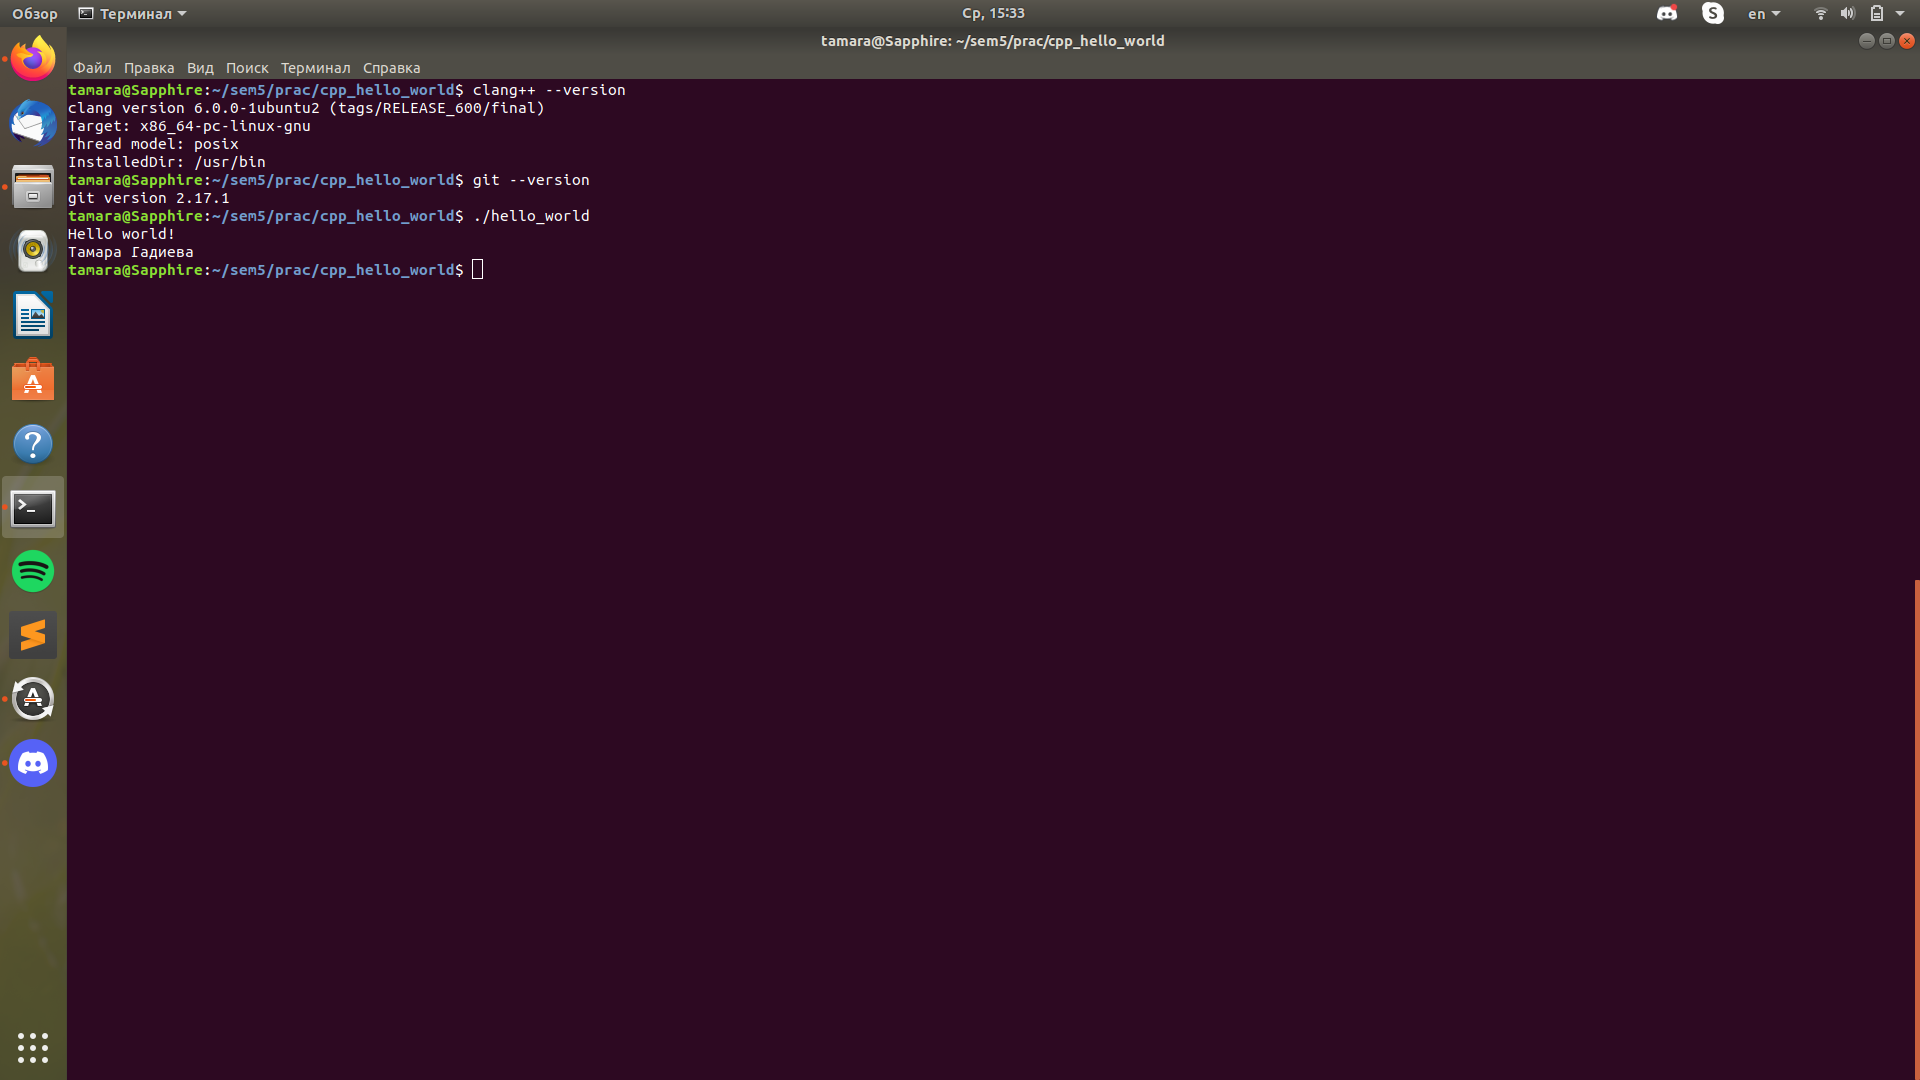 Обзор Терминал Ср, 15:33 en
tamara@Sapphire: ~/sem5/prac/cpp_hello_world
Файл Правка Вид Поиск Терминал Справка
tamara@Sapphire:~/sem5/prac/cpp_hello_world$ clang++ --version
clang version 6.0.0-1ubuntu2 (tags/RELEASE_600/final)
Target: x86_64-pc-linux-gnu
Thread model: posix
InstalledDir: /usr/bin
tamara@Sapphire:~/sem5/prac/cpp_hello_world$ git --version
git version 2.17.1
tamara@Sapphire:~/sem5/prac/cpp_hello_world$ ./hello_world
Hello world!
Тамара Гадиева
tamara@Sapphire:~/sem5/prac/cpp_hello_world$